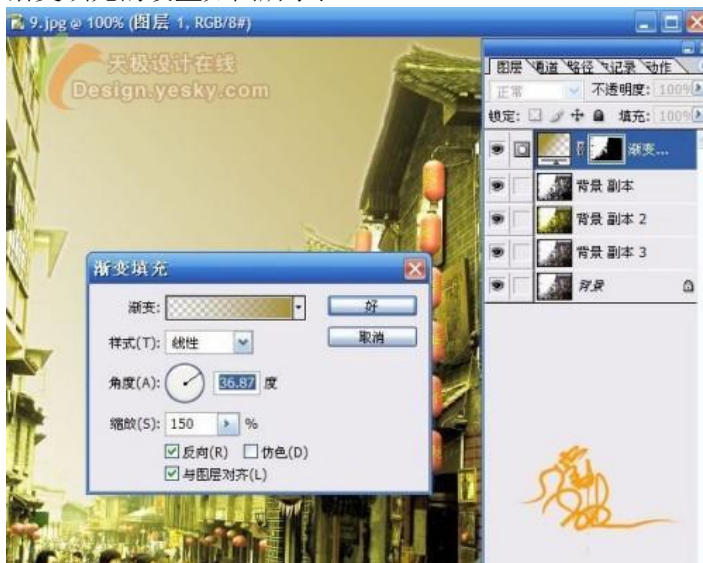 9.jpg @ 100% (图层 1, RGB/8#)
天极设计在线
Design.yesky.com
图层 通道 路径 记录 动作
正常 不透明度: 100%
锁定: 填充: 100%
渐变...
背景 副本
背景 副本 2
背景 副本 3
背景
渐变填充
渐变: 好
样式(T): 线性 取消
角度(A): 36.87 度
缩放(S): 150 %
反向(R) 仿色(D)
与图层对齐(L)